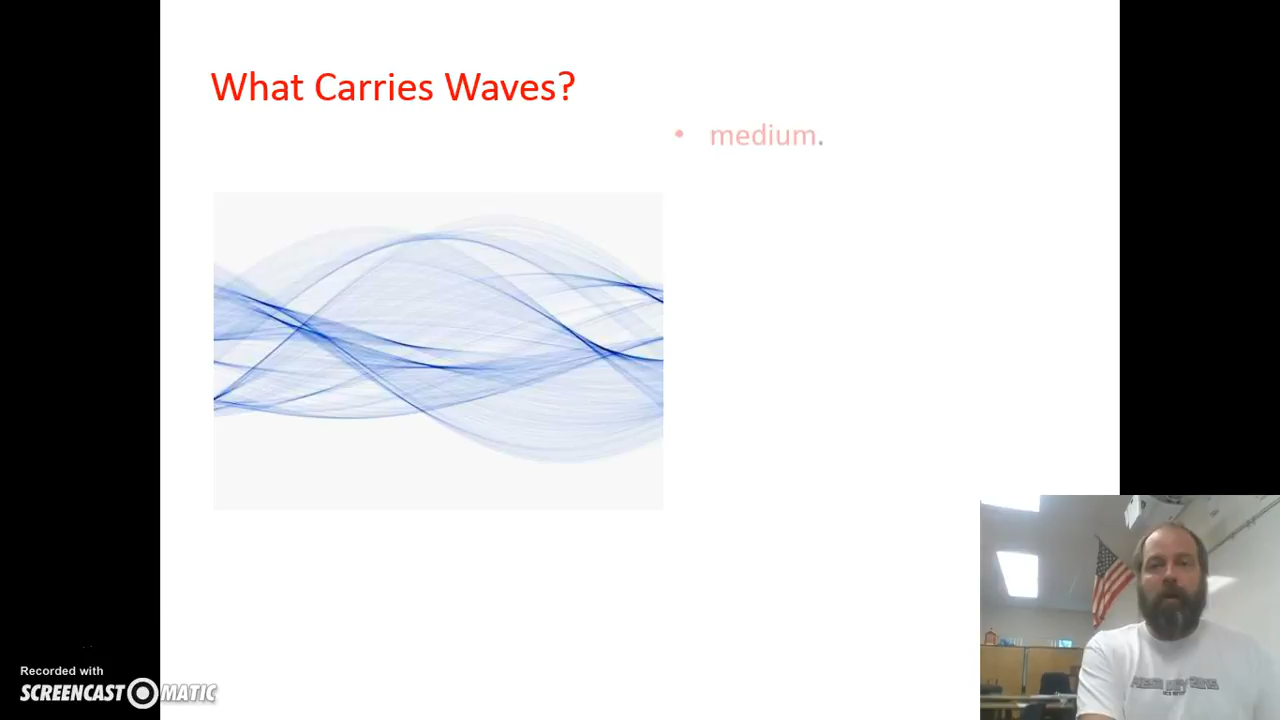 What Carries Waves?
• medium.
Recorded with
SCREENCAST MATIC